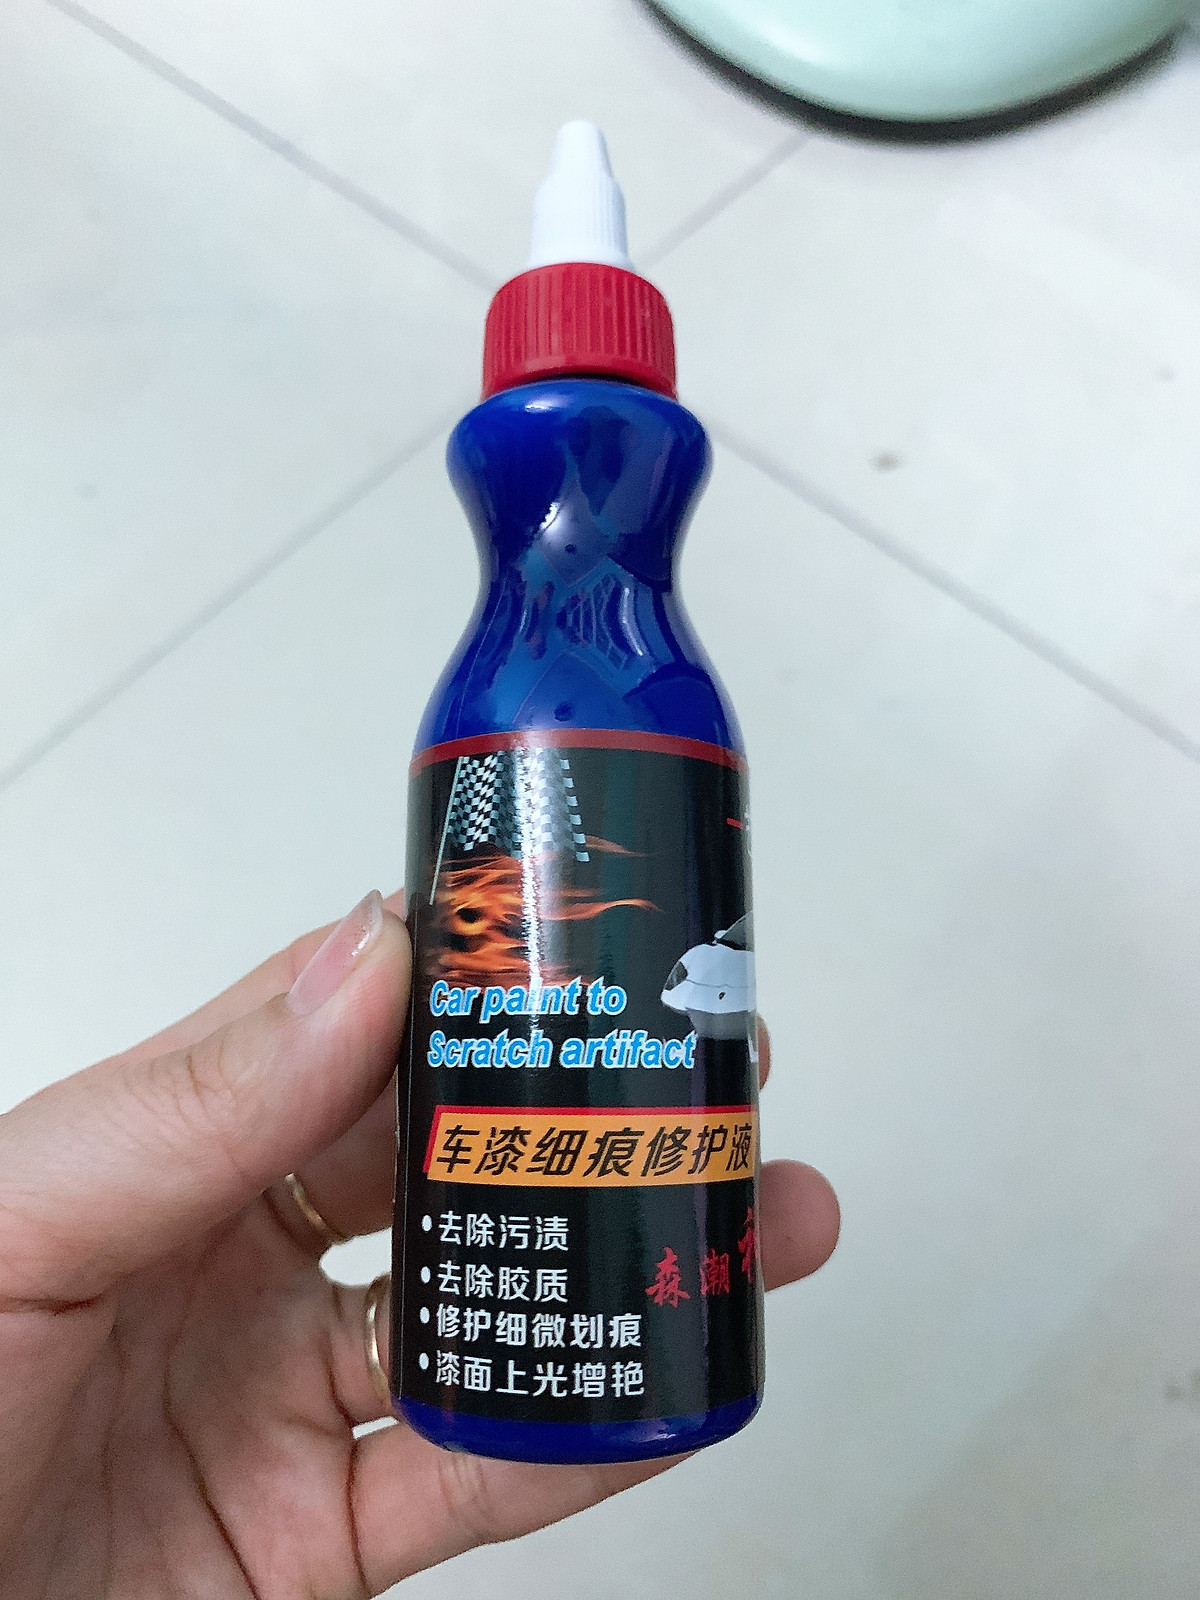 Car paint to
Scratch artifact
车漆细痕修护液
•去除污渍
•去除胶质
•修护细微划痕
•漆面上光增艳
森潮